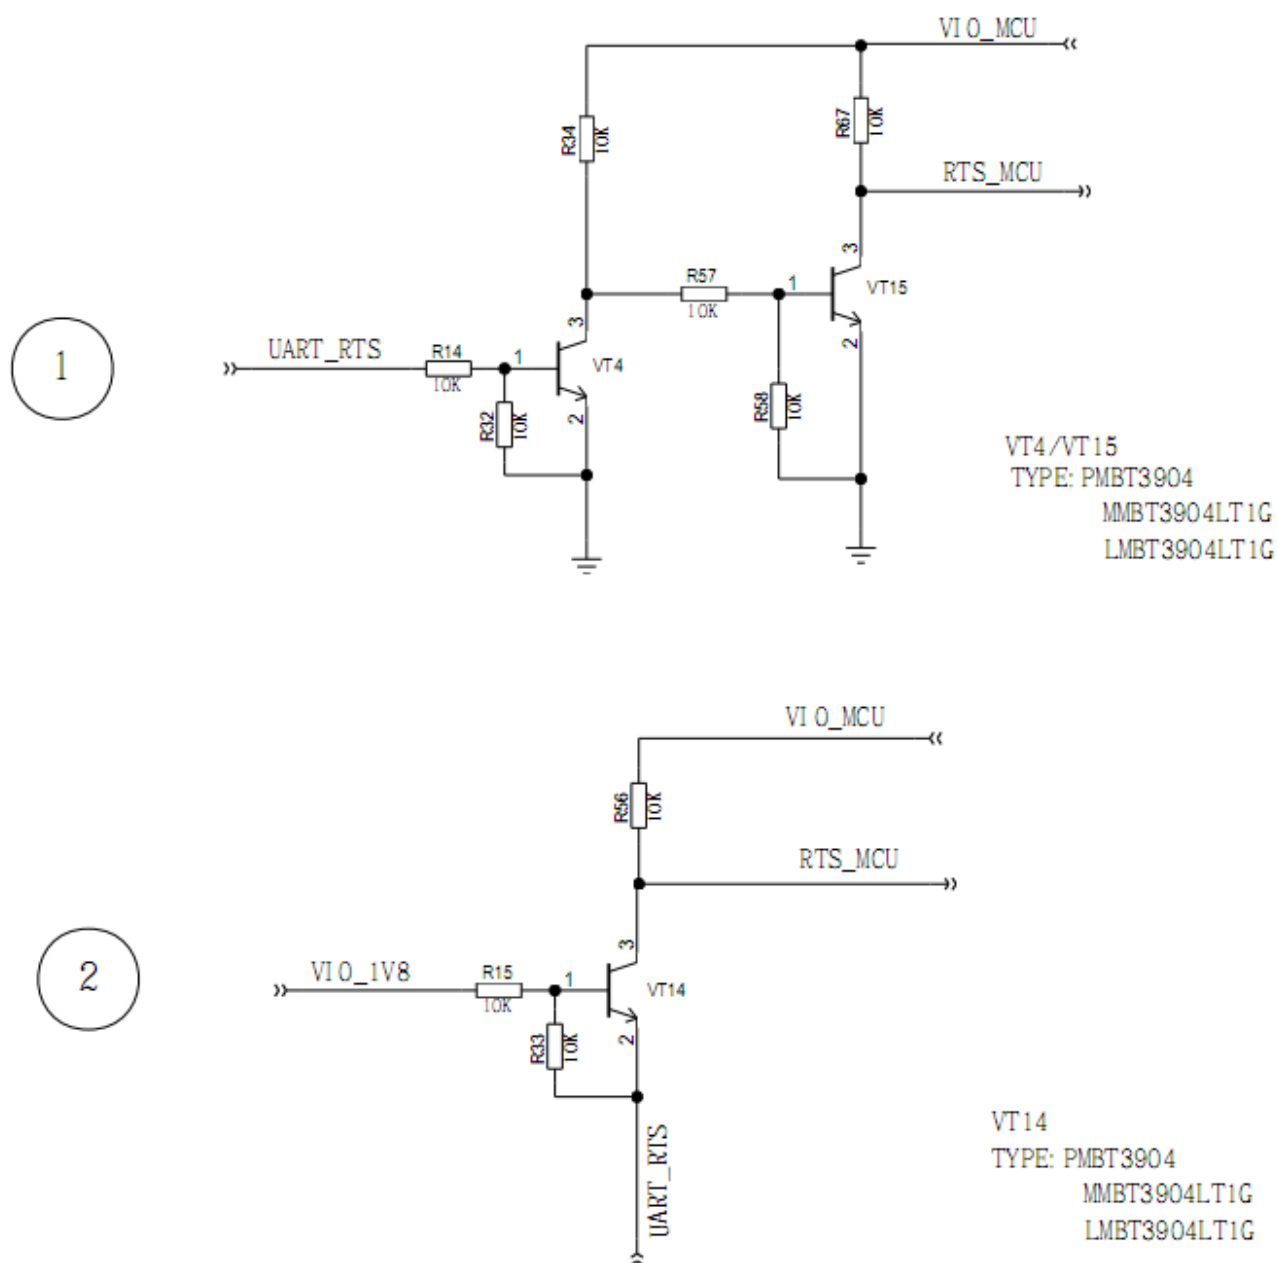 VIO_MCU
R34
10K
R67
10K
RTS_MCU
3
R57
1
10K
VT15
2
1
UART_RTS
R14
10K
1
3
VT4
R32
10K
2
R58
10K
VT4/VT15
TYPE: PMBT3904
MMBT3904LT1G
LMBT3904LT1G
VIO_MCU
R56
10K
RTS_MCU
3
2
VIO_1V8
R15
10K
1
VT14
R33
10K
2
UART_RTS
VT14
TYPE: PMBT3904
MMBT3904LT1G
LMBT3904LT1G